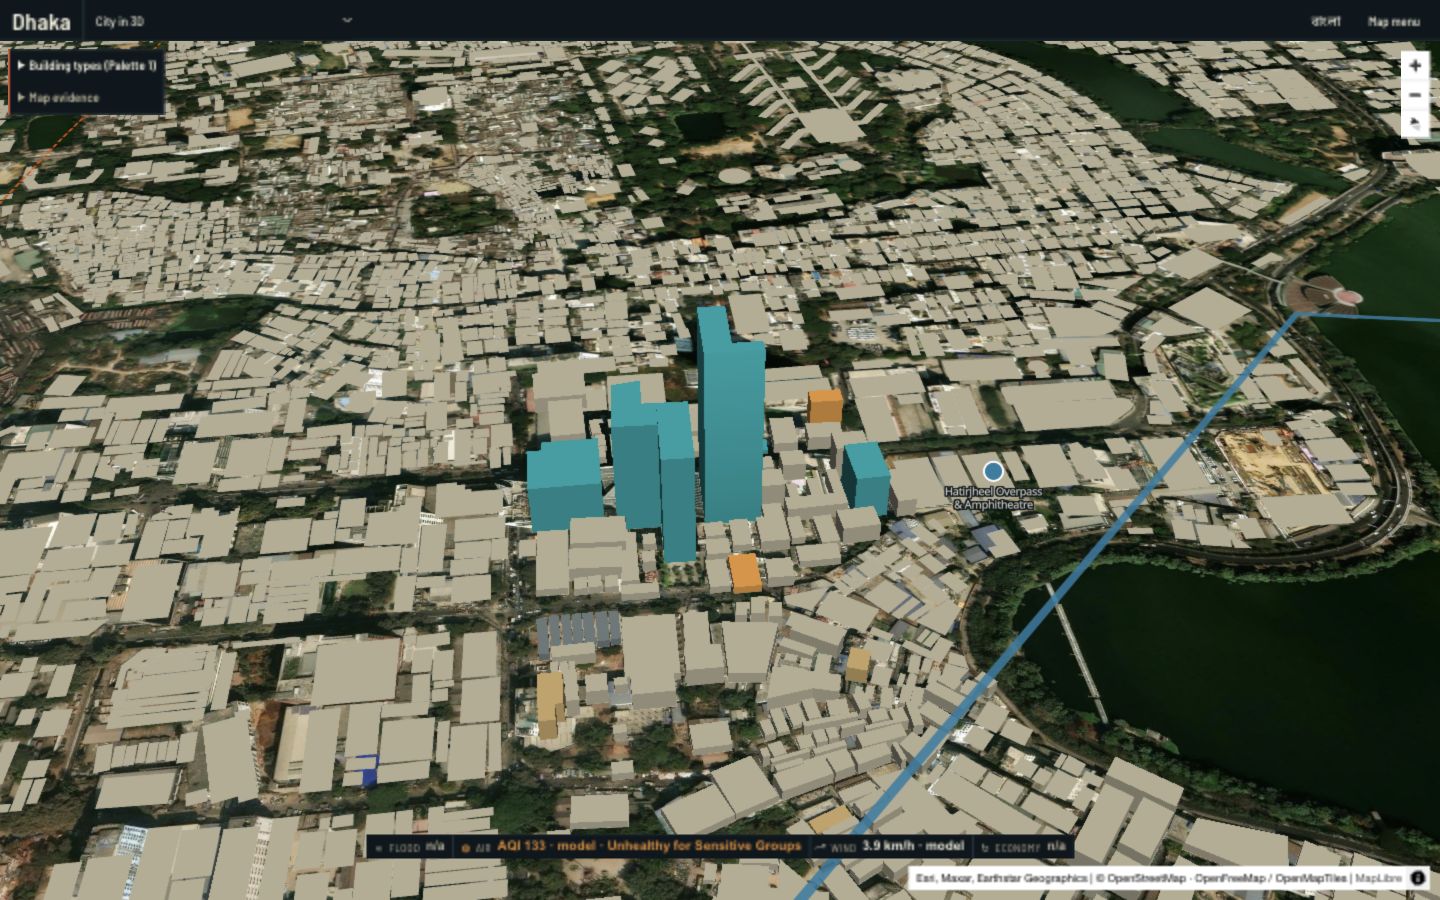 Dhaka
City in 3D
বাংলা
Map menu
▶ Building types (Palette 1)
▶ Map evidence
Hatirjheel Overpass
& Amphitheatre
FLOOD n/a
AIR AQI 133 · model · Unhealthy for Sensitive Groups
WIND 3.9 km/h · model
ECONOMY n/a
Esri, Maxar, Earthstar Geographics | © OpenStreetMap · OpenFreeMap / OpenMapTiles | MapLibre